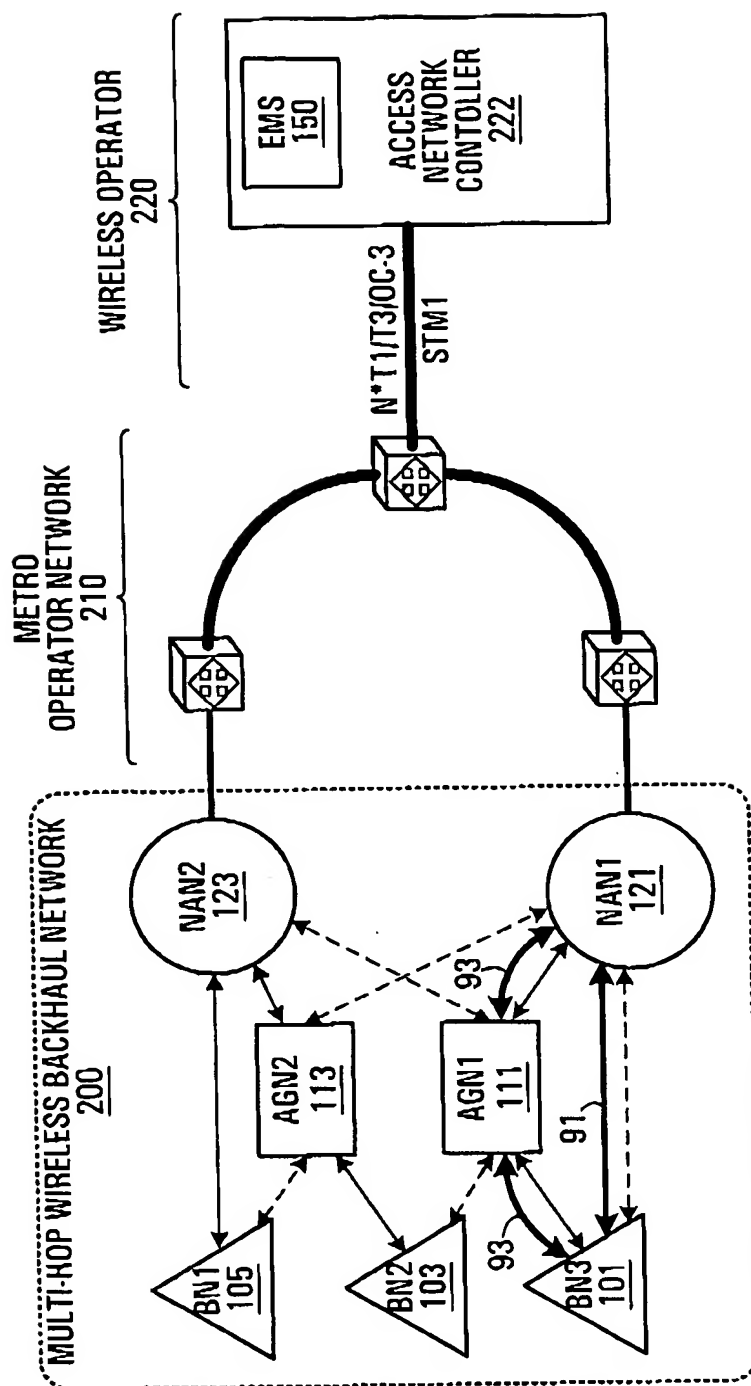 MULTI-HOP WIRELESS BACKHAUL NETWORK
200
METRO
OPERATOR NETWORK
210
WIRELESS OPERATOR
220
BN1
105
BN2
103
BN3
101
AGN2
113
AGN1
111
93
93
91
NAN2
123
NAN1
121
N*T1/T3/OC-3
STM1
EMS
150
ACCESS
NETWORK
CONTOLLER
222